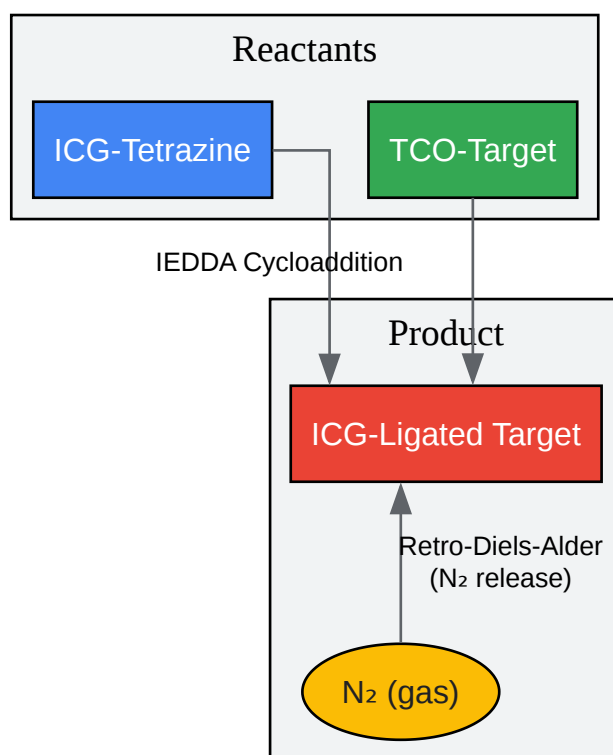 Reactants
ICG-Tetrazine
TCO-Target
IEDDA Cycloaddition
Product
ICG-Ligated Target
Retro-Diels-Alder
(N₂ release)
N₂ (gas)